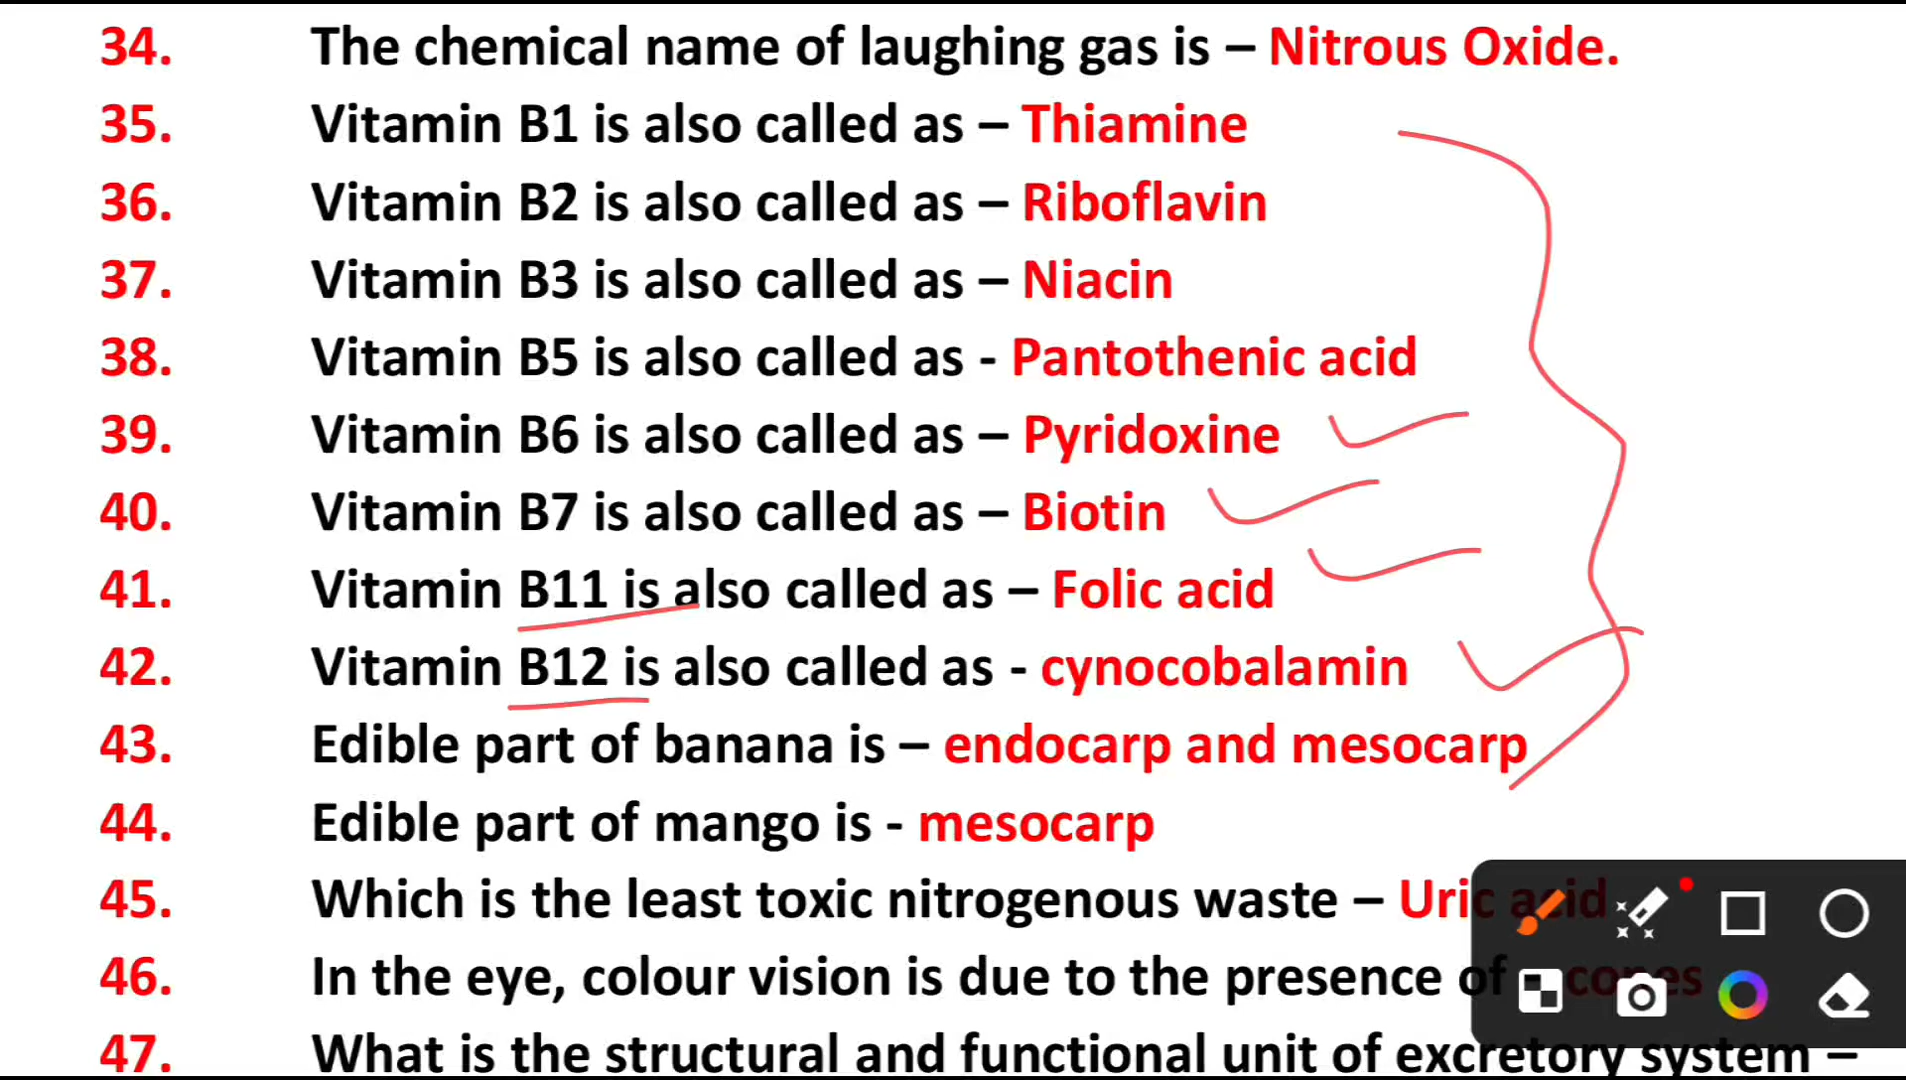 34. The chemical name of laughing gas is – Nitrous Oxide.
35. Vitamin B1 is also called as – Thiamine
36. Vitamin B2 is also called as – Riboflavin
37. Vitamin B3 is also called as – Niacin
38. Vitamin B5 is also called as - Pantothenic acid
39. Vitamin B6 is also called as – Pyridoxine
40. Vitamin B7 is also called as – Biotin
41. Vitamin B11 is also called as – Folic acid
42. Vitamin B12 is also called as - cynocobalamin
43. Edible part of banana is – endocarp and mesocarp
44. Edible part of mango is - mesocarp
45. Which is the least toxic nitrogenous waste – Uric acid
46. In the eye, colour vision is due to the presence of cones
47. What is the structural and functional unit of excretory system –